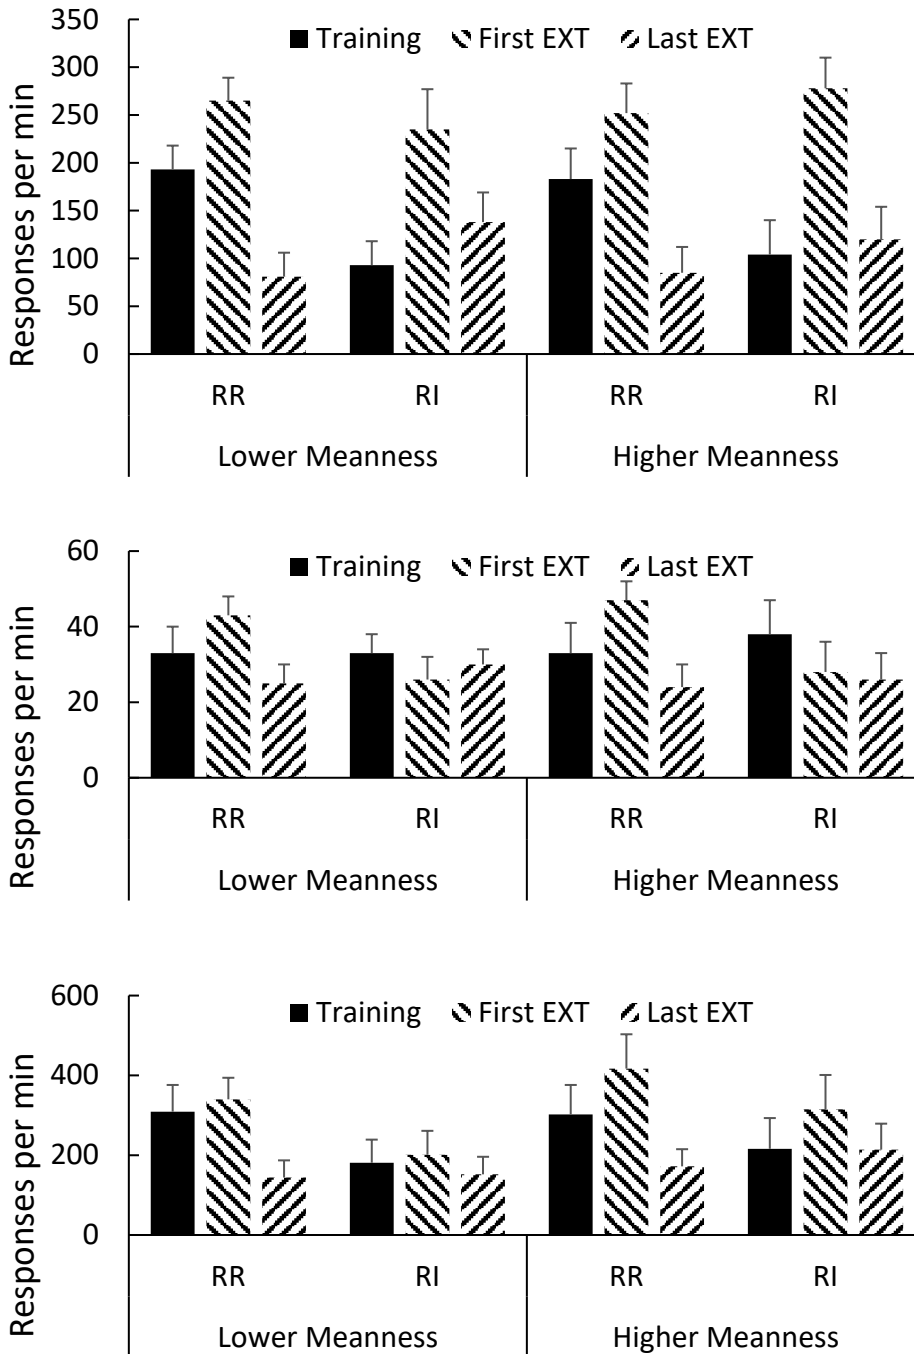 Responses per min
350
300
250
200
150
100
50
0
Training First EXT Last EXT
RR RI RR RI
Lower Meanness Higher Meanness
Responses per min
60
40
20
0
Training First EXT Last EXT
RR RI RR RI
Lower Meanness Higher Meanness
Responses per min
600
400
200
0
Training First EXT Last EXT
RR RI RR RI
Lower Meanness Higher Meanness